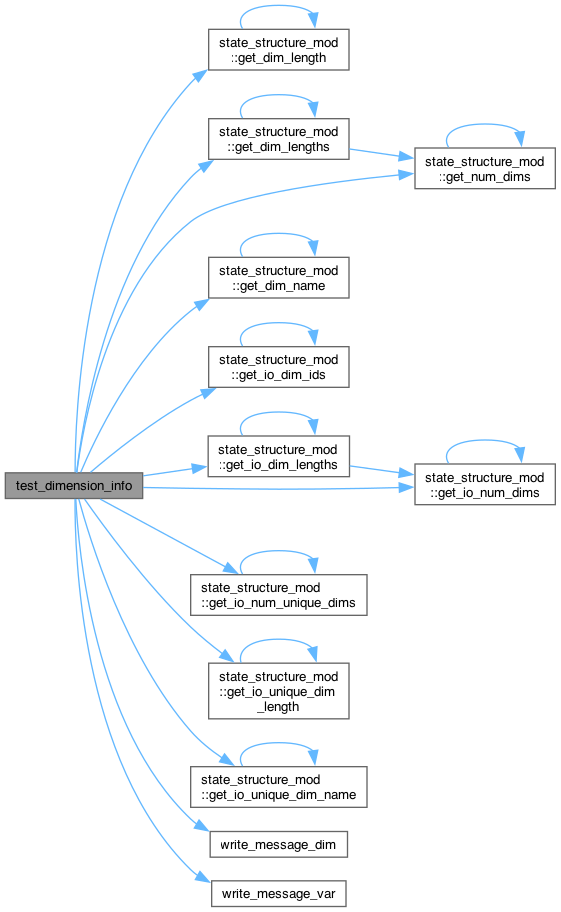 state_structure_mod
::get_dim_length
state_structure_mod
::get_dim_lengths
state_structure_mod
::get_num_dims
state_structure_mod
::get_dim_name
state_structure_mod
::get_io_dim_ids
state_structure_mod
::get_io_dim_lengths
state_structure_mod
::get_io_num_dims
test_dimension_info
state_structure_mod
::get_io_num_unique_dims
state_structure_mod
::get_io_unique_dim
_length
state_structure_mod
::get_io_unique_dim_name
write_message_dim
write_message_var